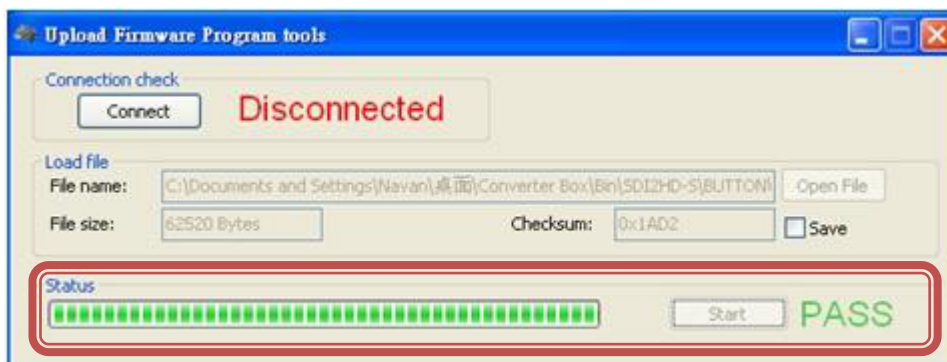 Upload Firmware Program tools
Connection check
Connect Disconnected
Load file
File name: C:\Documents and Settings\Navan\桌面\Converter Box\Bin\SDI2HD-S\BUTTON\ Open File
File size: 62520 Bytes Checksum: 0x1AD2 Save
Status
Start PASS